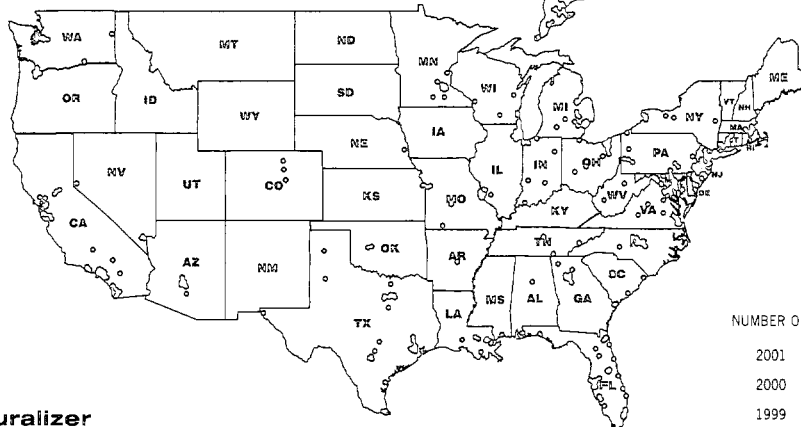 WA
MT
ND
MN
ME
OR
ID
SD
WI
MI
VT
NH
NY
WY
MA
CT
RI
IA
NE
PA
NV
UT
CO
IL
IN
OH
NJ
DE
CA
KS
MO
WV
VA
KY
AZ
NM
OK
AR
TN
SC
TX
LA
MS
AL
GA
FL
NUMBER O
2001
2000
1999
uralizer